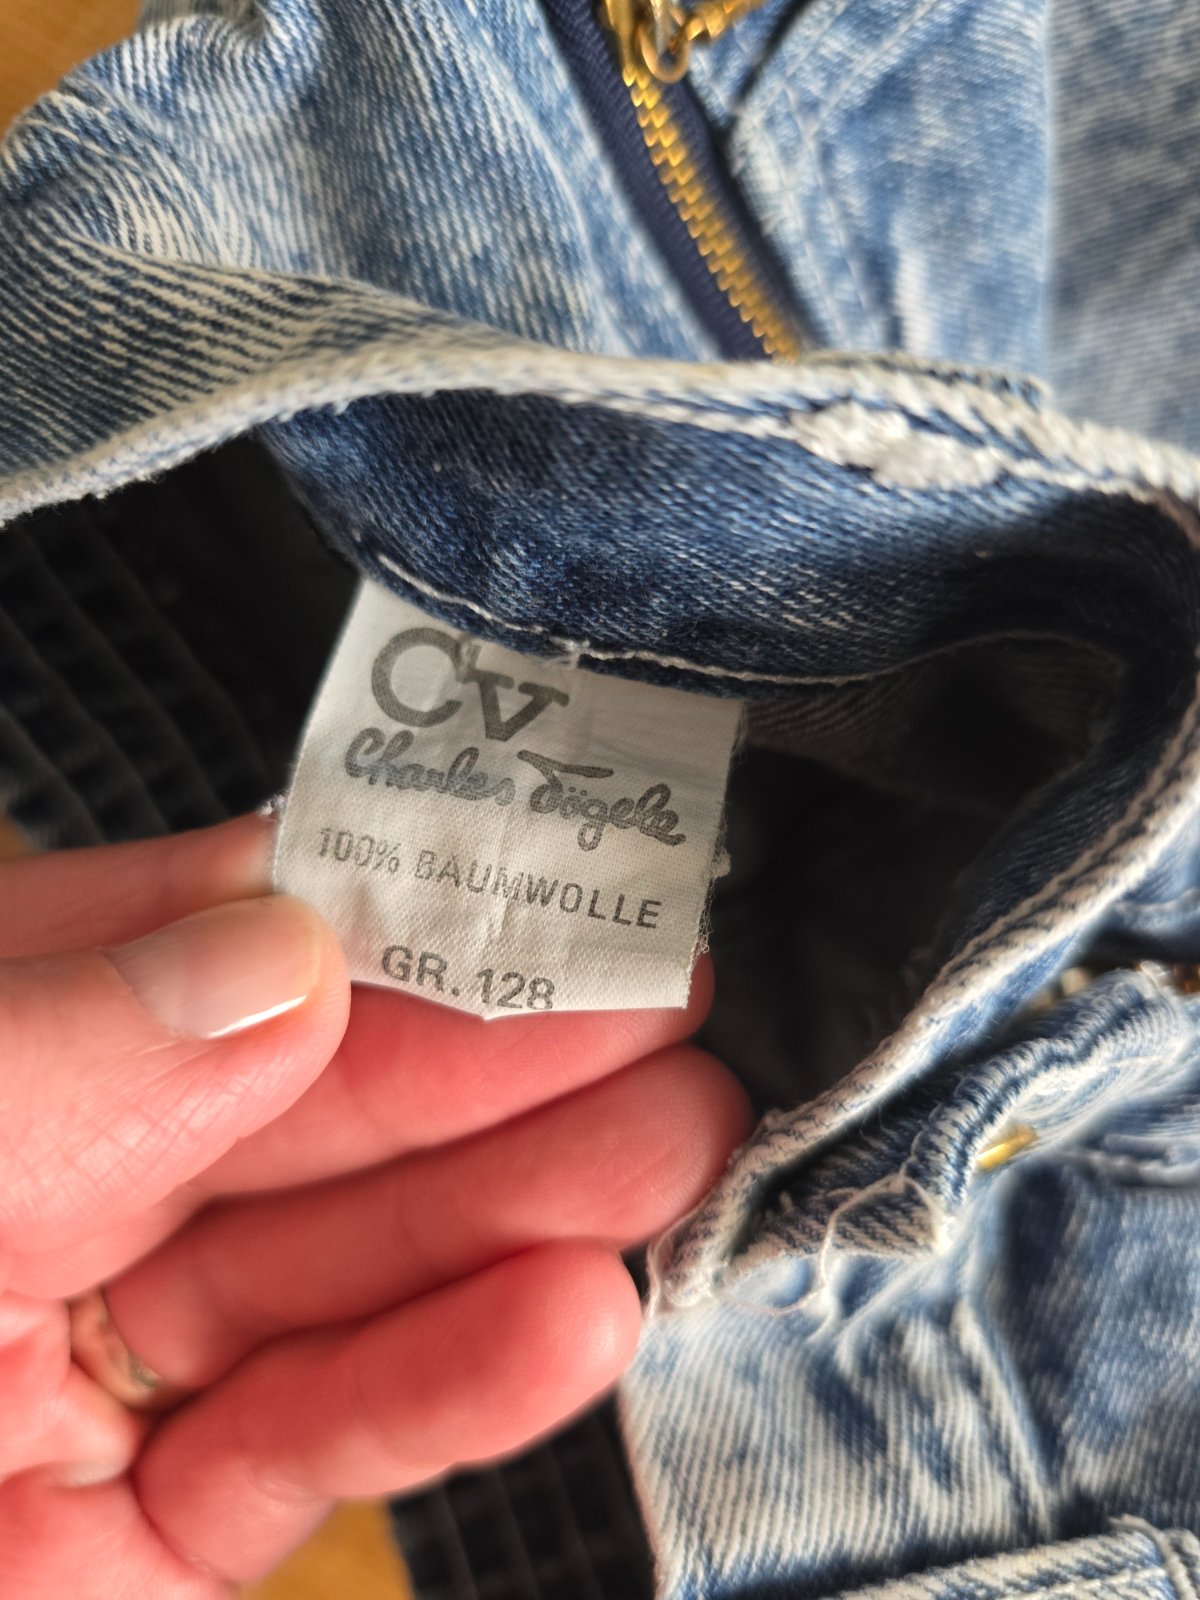 CV
Charles Vögele
100% BAUMWOLLE
GR. 128